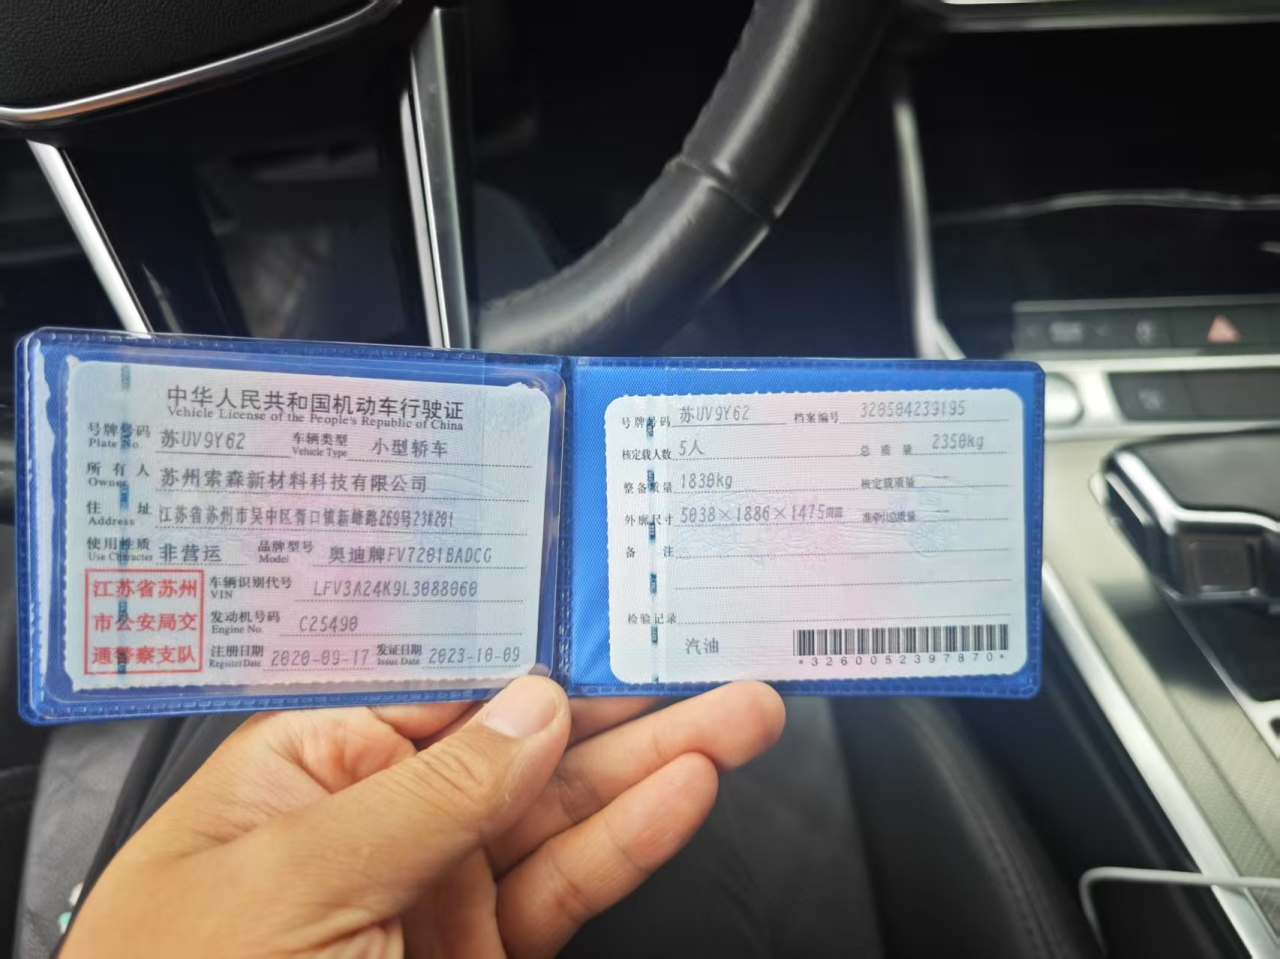 中华人民共和国机动车行驶证
Vehicle License of the People's Republic of China
号牌号码 苏UV9Y62 车辆类型 小型轿车
Plate No. Vehicle Type
所有人 苏州索森新材料科技有限公司
Owner
住址 江苏省苏州市吴中区胥口镇新峰路269号23幢201
Address
使用性质 非营运 品牌型号 奥迪牌FV7201BADCG
Use Character Model
江苏省苏州
市公安局交
通警察支队
车辆识别代号 LFV3A24K9L3088060
VIN
发动机号码 C25490
Engine No.
注册日期 2020-09-17 发证日期 2023-10-09
Register Date Issue Date
号牌号码 苏UV9Y62 档案编号 320504239195
核定载人数 5人 总质量 2350kg
整备质量 1830kg 核定载质量
外廓尺寸 5038×1886×1475mm 准牵引总质量
备注
检验记录
汽油
*3260052397870*